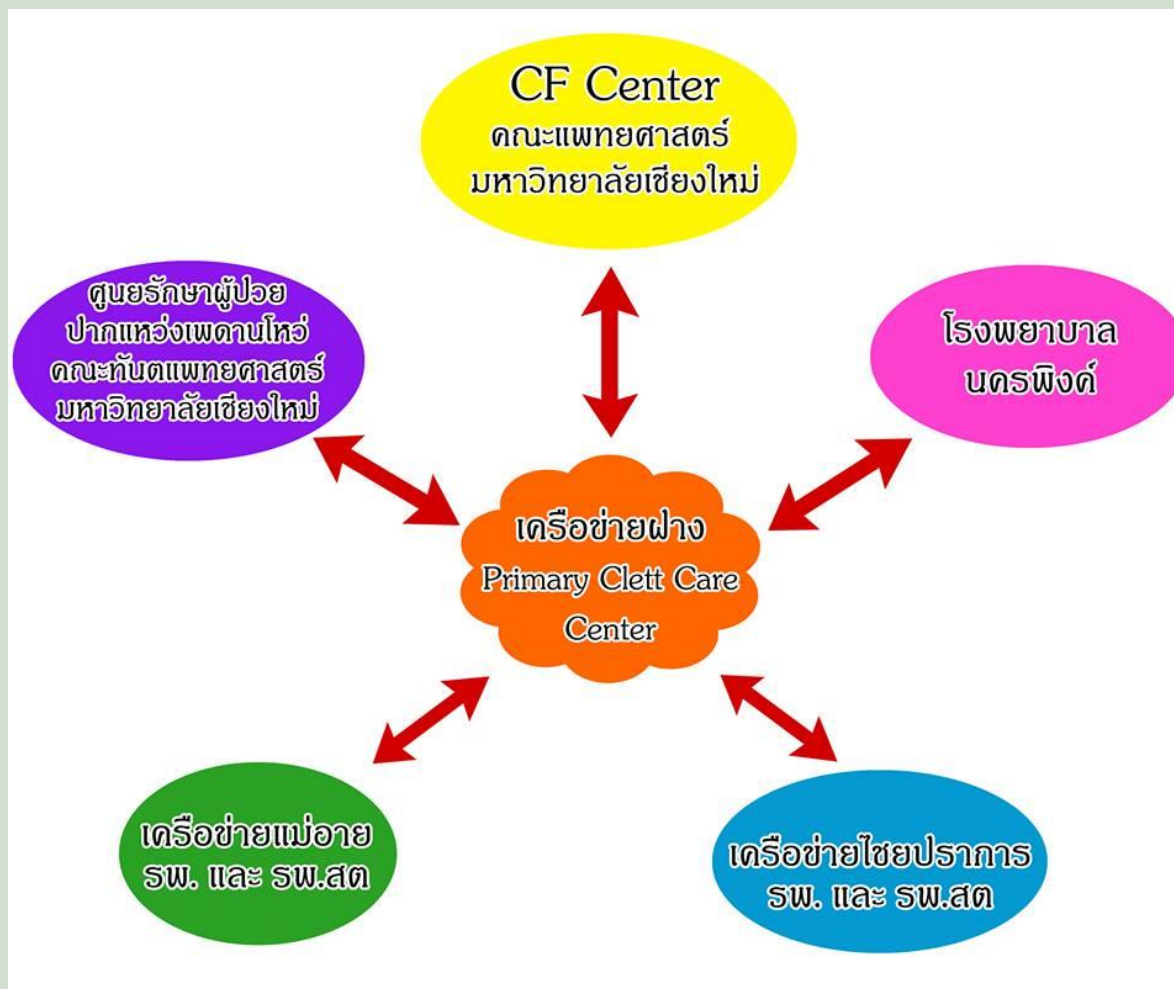 CF Center
คณะแพทยศาสตร์
มหาวิทยาลัยเชียงใหม่
ศูนยรักษาผู้ป่วย
ปากแหว่งเพดานโหว่
คณะทันตแพทยศาสตร์
มหาวิทยาลัยเชียงใหม่
โรงพยาบาล
นครพิงค์
เครือข่ายฝาง
Primary Clett Care
Center
เครือข่ายแม่อาย
รพ. และ รพ.สต
เครือข่ายไชยปราการ
รพ. และ รพ.สต